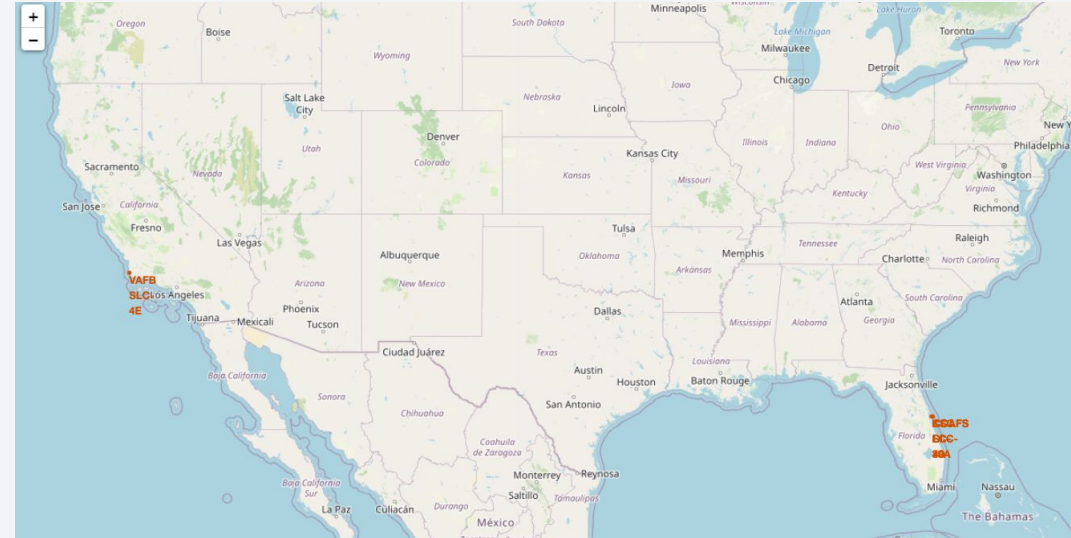 +
−
Oregon
Boise
Wyoming
South Dakota
Minneapolis
Lake Huron
Toronto
Lake Michigan
Milwaukee
Detroit
New York
Chicago
Salt Lake
City
Nebraska
Iowa
Lincoln
Pennsylvania
New Y
Philadelphia
Denver
Utah
Colorado
Illinois
Indiana
Ohio
Sacramento
Nevada
Kansas City
Kansas
Missouri
West Virginia
Washington
Virginia
Kentucky
San Jose
California
Fresno
Richmond
Las Vegas
Tulsa
Raleigh
Albuquerque
Oklahoma
Memphis
Tennessee
Charlotte
North Carolina
VAFB
SLC-
4E
Los Angeles
Arizona
New Mexico
Arkansas
South Carolina
Phoenix
Atlanta
Tijuana
Mexicali
Tucson
Dallas
Mississippi
Alabama
Georgia
Ciudad Juárez
Texas
Louisiana
Baja California
Austin
Houston
Baton Rouge
Jacksonville
Sonora
San Antonio
Chihuahua
Florida
Coahuila
de Zaragoza
Monterrey
Reynosa
Miami
Nassau
Baja California
Sur
Saltillo
Tamaulipas
La Paz
Culiacán
Durango
México
The Bahamas